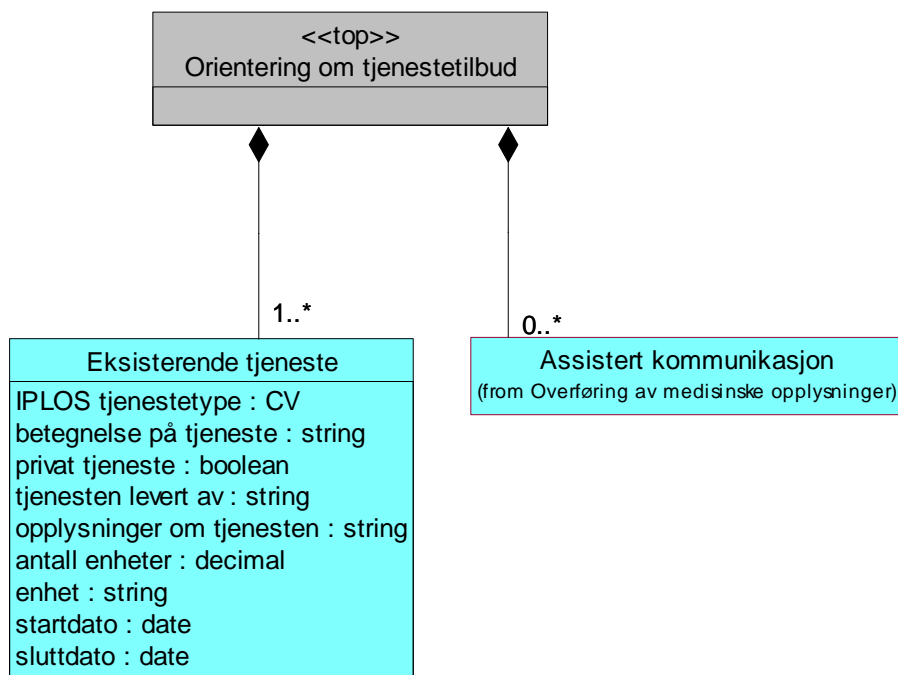 <<top>>
Orientering om tjenestetilbud
1..*
0..*
Eksisterende tjeneste
IPLOS tjenestetype : CV
betegnelse på tjeneste : string
privat tjeneste : boolean
tjenesten levert av : string
opplysninger om tjenesten : string
antall enheter : decimal
enhet : string
startdato : date
sluttdato : date
Assistert kommunikasjon
(from Overføring av medisinske opplysninger)